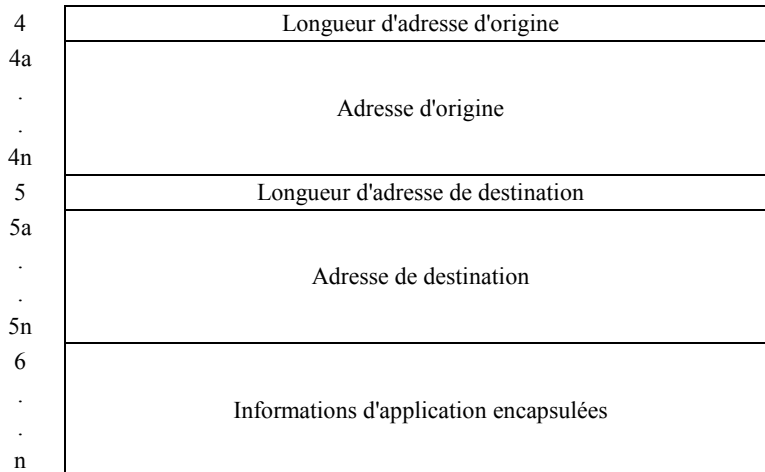 4 Longueur d'adresse d'origine
4a
.
Adresse d'origine
.
4n
5 Longueur d'adresse de destination
5a
.
Adresse de destination
.
5n
6
.
Informations d'application encapsulées
.
n